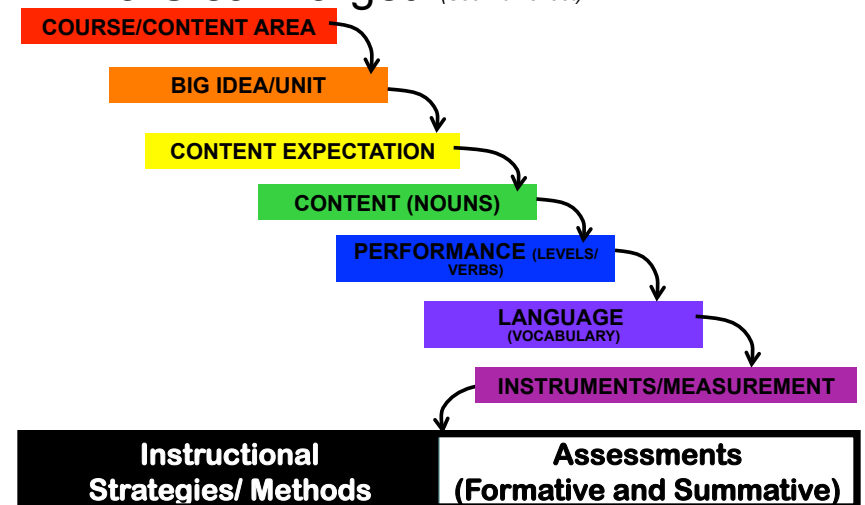 COURSE/CONTENT AREA
BIG IDEA/UNIT
CONTENT EXPECTATION
CONTENT (NOUNS)
PERFORMANCE (LEVELS/
VERBS)
LANGUAGE
(VOCABULARY)
INSTRUMENTS/MEASUREMENT
Instructional
Strategies/ Methods
Assessments
(Formative and Summative)